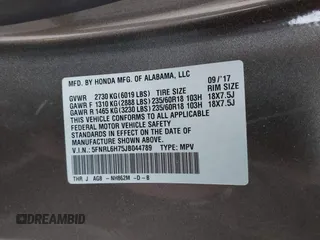 MFD. BY HONDA MFG. OF ALABAMA, LLC 09/'17
GVWR 2730 KG(6019 LBS) TIRE SIZE RIM SIZE
GAWR F 1310 KG(2888 LBS) 235/60R18 103H 18X7.5J
GAWR R 1465 KG(3230 LBS) 235/60R18 103H 18X7.5J
THIS VEHICLE CONFORMS TO ALL APPLICABLE
FEDERAL MOTOR VEHICLE SAFETY STANDARDS
IN EFFECT ON THE DATE OF
MANUFACTURE SHOWN ABOVE.
V.I.N.: 5FNRL6H75JB044789 TYPE: MPV
THR J AGB - NH862M -D- B
DREAMBID